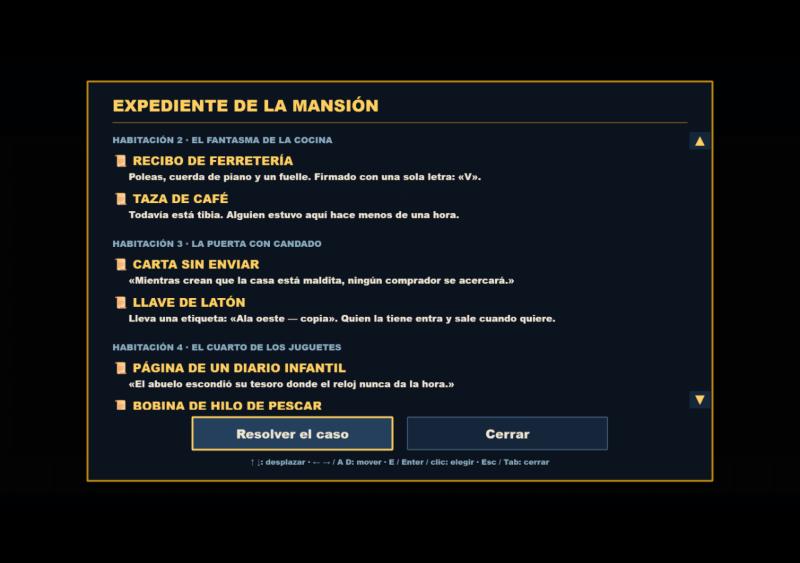 EXPEDIENTE DE LA MANSIÓN
HABITACIÓN 2 · EL FANTASMA DE LA COCINA
RECIBO DE FERRETERÍA
Poleas, cuerda de piano y un fuelle. Firmado con una sola letra: «V».
TAZA DE CAFÉ
Todavía está tibia. Alguien estuvo aquí hace menos de una hora.
HABITACIÓN 3 · LA PUERTA CON CANDADO
CARTA SIN ENVIAR
«Mientras crean que la casa está maldita, ningún comprador se acercará.»
LLAVE DE LATÓN
Lleva una etiqueta: «Ala oeste — copia». Quien la tiene entra y sale cuando quiere.
HABITACIÓN 4 · EL CUARTO DE LOS JUGUETES
PÁGINA DE UN DIARIO INFANTIL
«El abuelo escondió su tesoro donde el reloj nunca da la hora.»
BOBINA DE HILO DE PESCAR
Resolver el caso
Cerrar
↑ ↓: desplazar · ← → / A D: mover · E / Enter / clic: elegir · Esc / Tab: cerrar